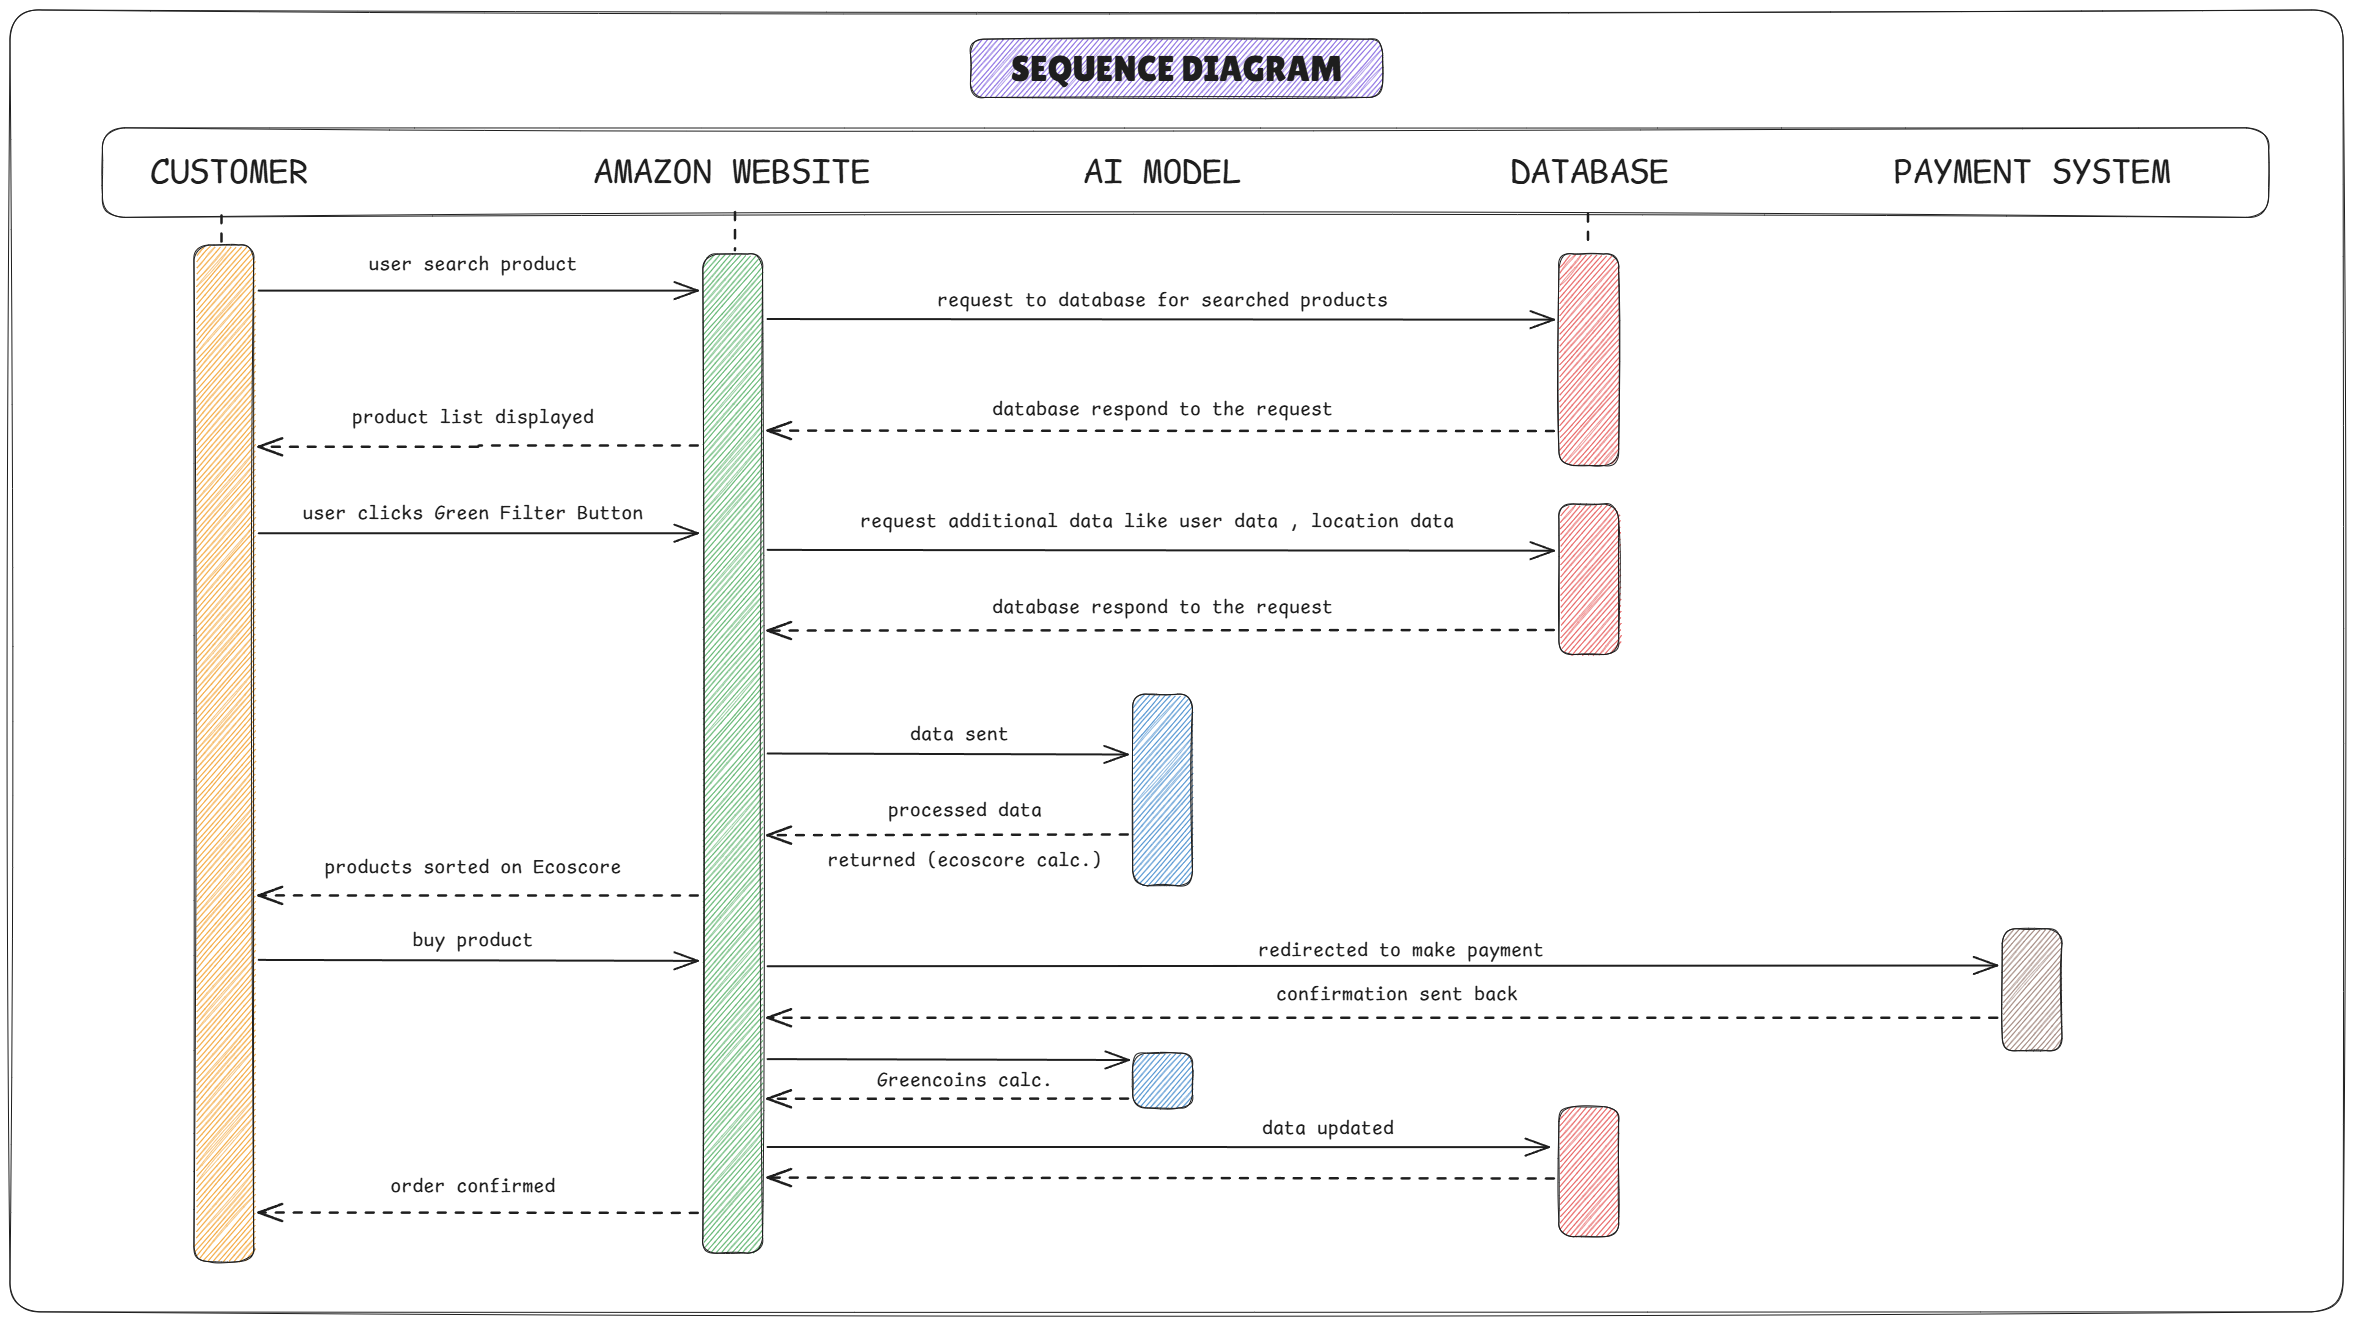 SEQUENCE DIAGRAM
CUSTOMER
AMAZON WEBSITE
AI MODEL
DATABASE
PAYMENT SYSTEM
user search product
request to database for searched products
database respond to the request
product list displayed
user clicks Green Filter Button
request additional data like user data , location data
database respond to the request
data sent
processed data
returned (ecoscore calc.)
products sorted on Ecoscore
buy product
redirected to make payment
confirmation sent back
Greencoins calc.
data updated
order confirmed